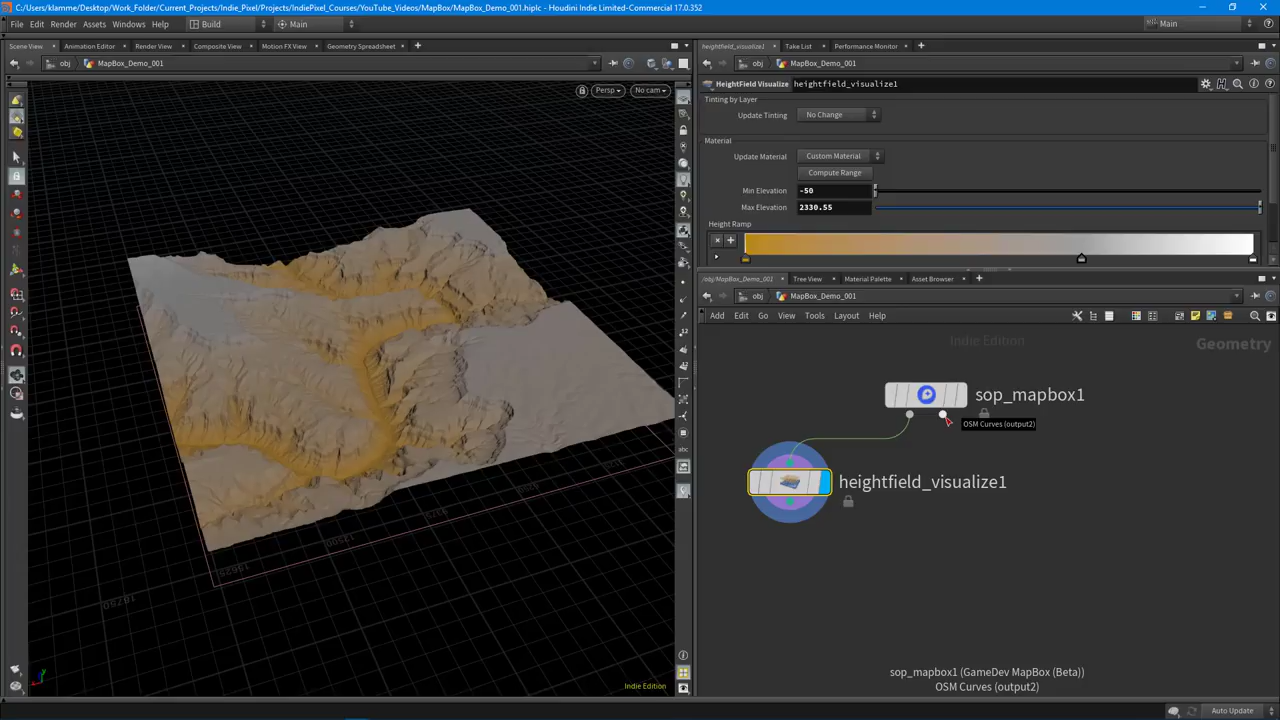 C:/Users/klamme/Desktop/Work_Folder/Current_Projects/Indie_Pixel/Projects/IndiePixel_Courses/YouTube_Videos/MapBox/MapBox_Demo_001.hiplc - Houdini Indie Limited-Commercial 17.0.352
File Edit Render Assets Windows Help Build Main Main
Scene View Animation Editor Render View Composite View Motion FX View Geometry Spreadsheet
obj MapBox_Demo_001
Persp No cam
Indie Edition
heightfield_visualize1 Take List Performance Monitor
obj MapBox_Demo_001
HeightField Visualize heightfield_visualize1
Tinting by Layer
Update Tinting No Change
Material
Update Material Custom Material
Compute Range
Min Elevation -50
Max Elevation 2330.55
Height Ramp
/obj/MapBox_Demo_001 Tree View Material Palette Asset Browser
obj MapBox_Demo_001
Add Edit Go View Tools Layout Help
Indie Edition
Geometry
sop_mapbox1
OSM Curves (output2)
heightfield_visualize1
sop_mapbox1 (GameDev MapBox (Beta))
OSM Curves (output2)
12500
15625
18750
Auto Update